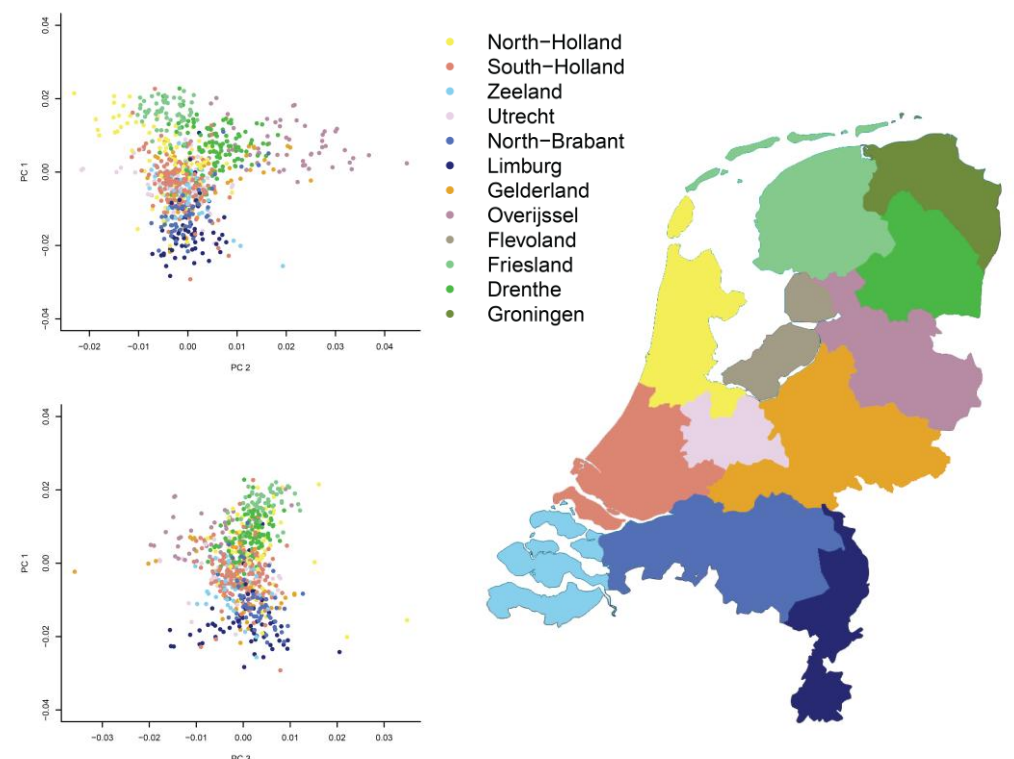 0.04
0.02
0.00
−0.02
−0.04
PC 1
−0.02 −0.01 0.00 0.01 0.02 0.03 0.04
PC 2
North−Holland
South−Holland
Zeeland
Utrecht
North−Brabant
Limburg
Gelderland
Overijssel
Flevoland
Friesland
Drenthe
Groningen
0.04
0.02
0.00
−0.02
−0.04
PC 1
−0.03 −0.02 −0.01 0.00 0.01 0.02 0.03
PC 3